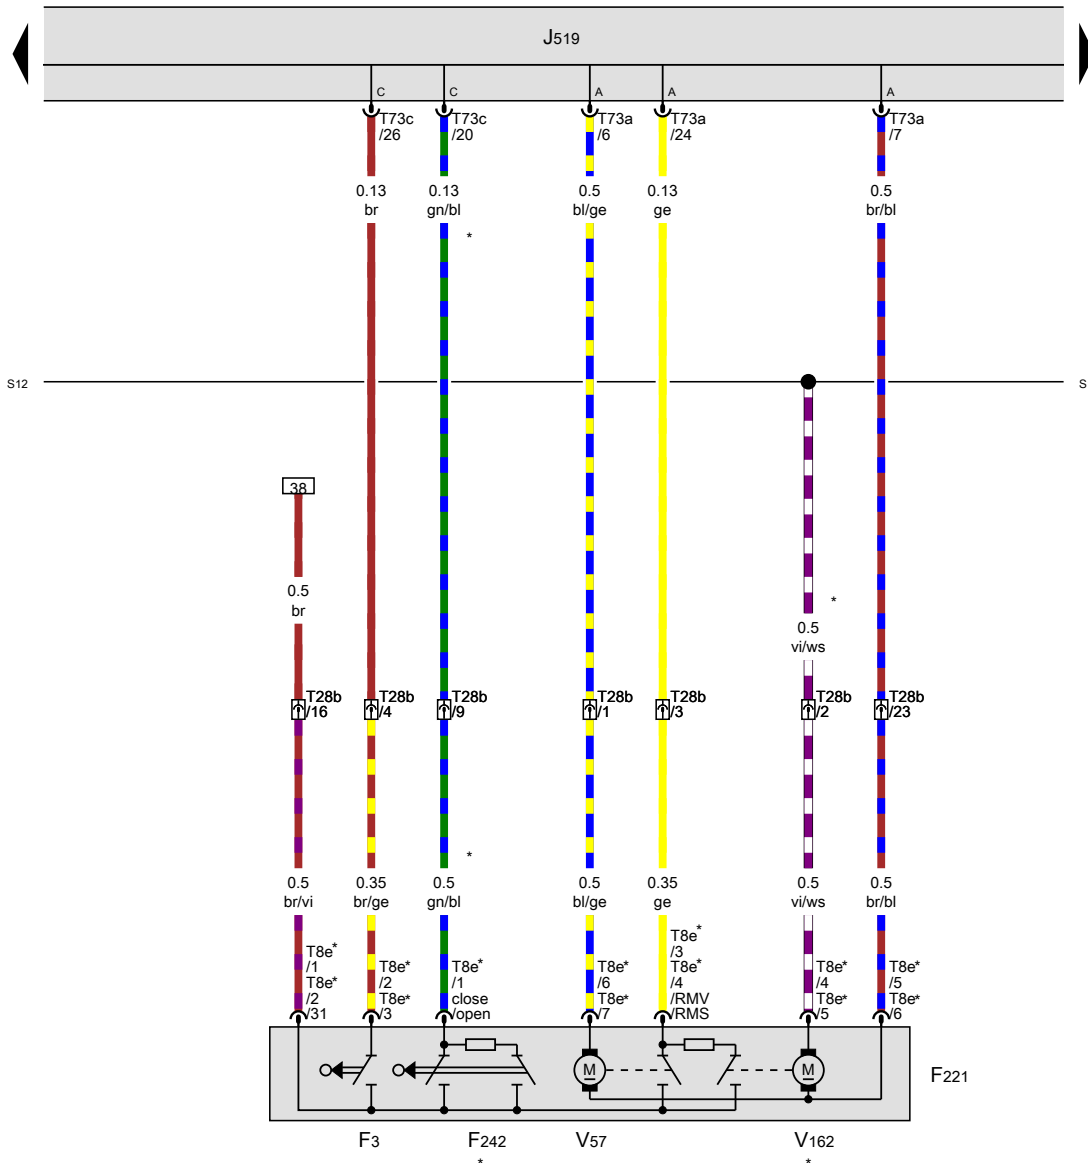 J519
C
C
A
A
A
T73c
/26
T73c
/20
T73a
/6
T73a
/24
T73a
/7
0.13
br
0.13
gn/bl
0.5
bl/ge
0.13
ge
0.5
br/bl
*
S12
S
38
0.5
br
*
0.5
vi/ws
T28b
/16
T28b
/4
T28b
/9
T28b
/1
T28b
/3
T28b
/2
T28b
/23
*
0.5
br/vi
0.35
br/ge
0.5
gn/bl
0.5
bl/ge
0.35
ge
0.5
vi/ws
0.5
br/bl
T8e*
/1
T8e*
/2
/31
T8e*
/2
T8e*
/3
T8e*
/1
close
/open
T8e*
/6
T8e*
/7
T8e*
/3
T8e*
/4
/RMV
/RMS
T8e*
/4
T8e*
/5
T8e*
/5
T8e*
/6
M
M
F221
F3
F242
*
V57
V162
*